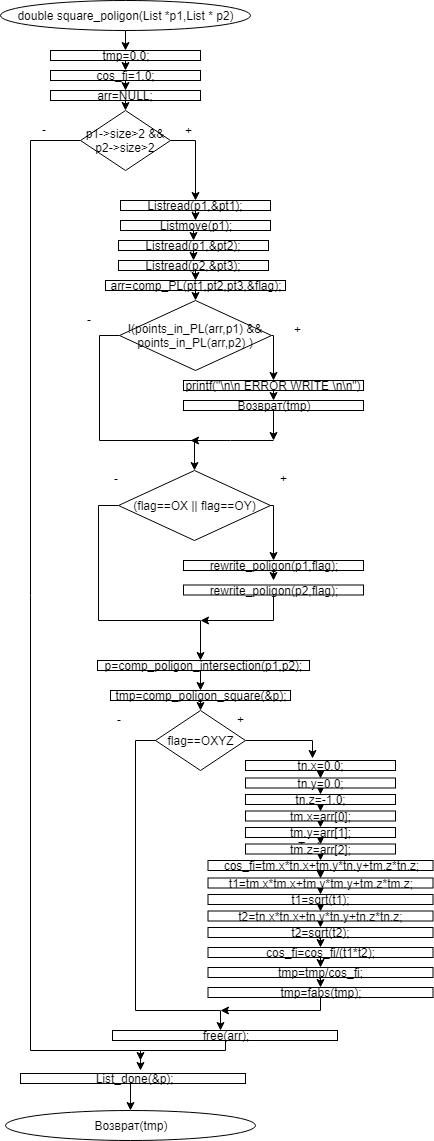 double square_poligon(List *p1,List * p2)
tmp=0.0;
cos_fi=1.0;
arr=NULL;
-
+
p1->size>2 &&
p2->size>2
Listread(p1,&pt1);
Listmove(p1);
Listread(p1,&pt2);
Listread(p2,&pt3);
arr=comp_PL(pt1,pt2,pt3,&flag);
-
+
!(points_in_PL(arr,p1) &&
points_in_PL(arr,p2).)
printf("\n\n ERROR WRITE \n\n")
Возврат(tmp)
-
+
(flag==OX || flag==OY)
rewrite_poligon(p1,flag);
rewrite_poligon(p2,flag);
p=comp_poligon_intersection(p1,p2);
tmp=comp_poligon_square(&p);
-
+
flag==OXYZ
tn.x=0.0;
tn.y=0.0;
tn.z=-1.0;
tm.x=arr[0];
tm.y=arr[1];
tm.z=arr[2];
cos_fi=tm.x*tn.x+tm.y*tn.y+tm.z*tn.z;
t1=tm.x*tm.x+tm.y*tm.y+tm.z*tm.z;
t1=sqrt(t1);
t2=tn.x*tn.x+tn.y*tn.y+tn.z*tn.z;
t2=sqrt(t2);
cos_fi=cos_fi/(t1*t2);
tmp=tmp/cos_fi;
tmp=fabs(tmp);
free(arr);
List_done(&p);
Возврат(tmp)